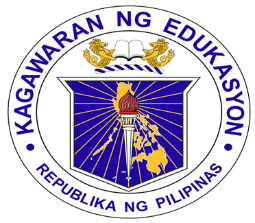 KAGAWARAN NG EDUKASYON
REPUBLIKA NG PILIPINAS